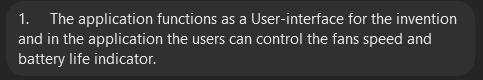 1. The application functions as a User-interface for the invention
and in the application the users can control the fans speed and
battery life indicator.